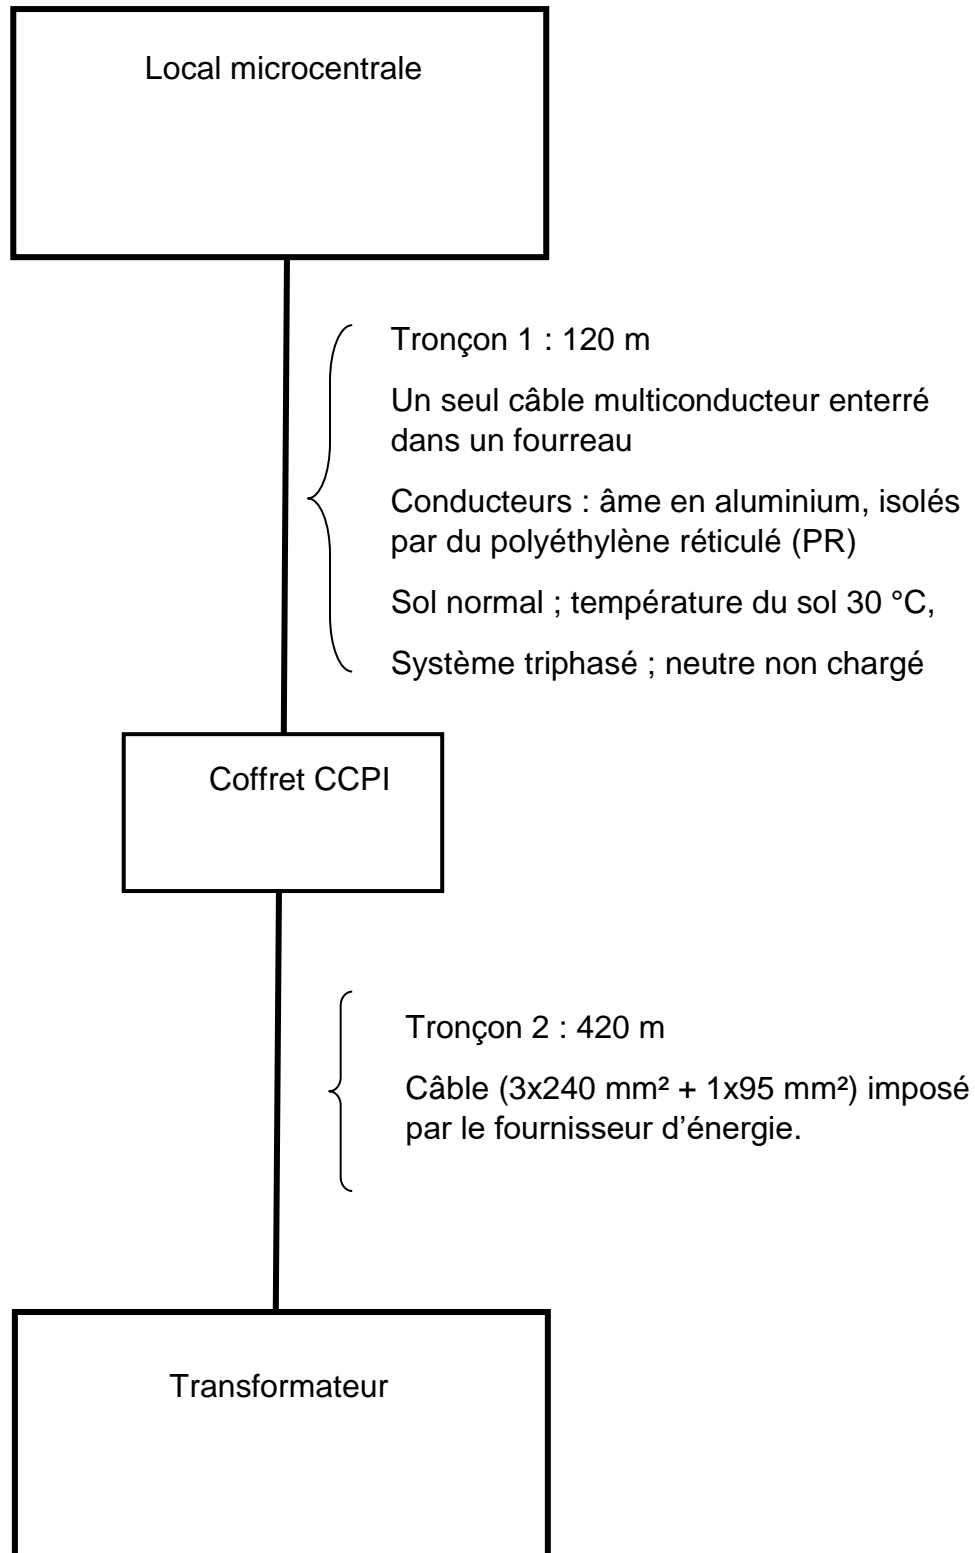 Local microcentrale
Tronçon 1 : 120 m
Un seul câble multiconducteur enterré
dans un fourreau
Conducteurs : âme en aluminium, isolés
par du polyéthylène réticulé (PR)
Sol normal ; température du sol 30 °C,
Système triphasé ; neutre non chargé
Coffret CCPI
Tronçon 2 : 420 m
Câble (3x240 mm² + 1x95 mm²) imposé
par le fournisseur d’énergie.
Transformateur